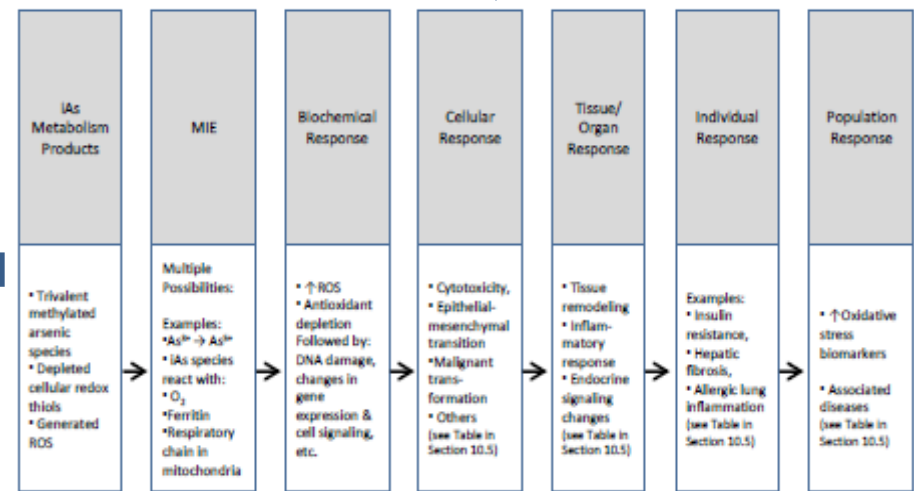 iAs
Metabolism
Products
MIE
Biochemical
Response
Cellular
Response
Tissue/
Organ
Response
Individual
Response
Population
Response
▪ Trivalent
methylated
arsenic
species
▪ Depleted
cellular redox
thiols
▪ Generated
ROS
Multiple
Possibilities:
Examples:
▪ iAs species
react with:
▪ O₂
▪Ferritin
▪Respiratory
chain in
mitochondria
▪ ↑ROS
▪ Antioxidant
depletion
Followed by:
DNA damage,
changes in
gene
expression &
cell signaling,
etc.
▪ Cytotoxicity,
▪ Epithelial-
mesenchymal
transition
▪Malignant
trans-
formation
▪ Others
(see Table in
Section 10.5)
▪ Tissue
remodeling
▪ Inflam-
matory
response
▪ Endocrine
signaling
changes
(see Table in
Section 10.5)
Examples:
▪ Insulin
resistance,
▪ Hepatic
fibrosis,
▪ Allergic lung
inflammation
(see Table in
Section 10.5)
▪ ↑Oxidative
stress
biomarkers
▪ Associated
diseases
(see Table in
Section 10.5)